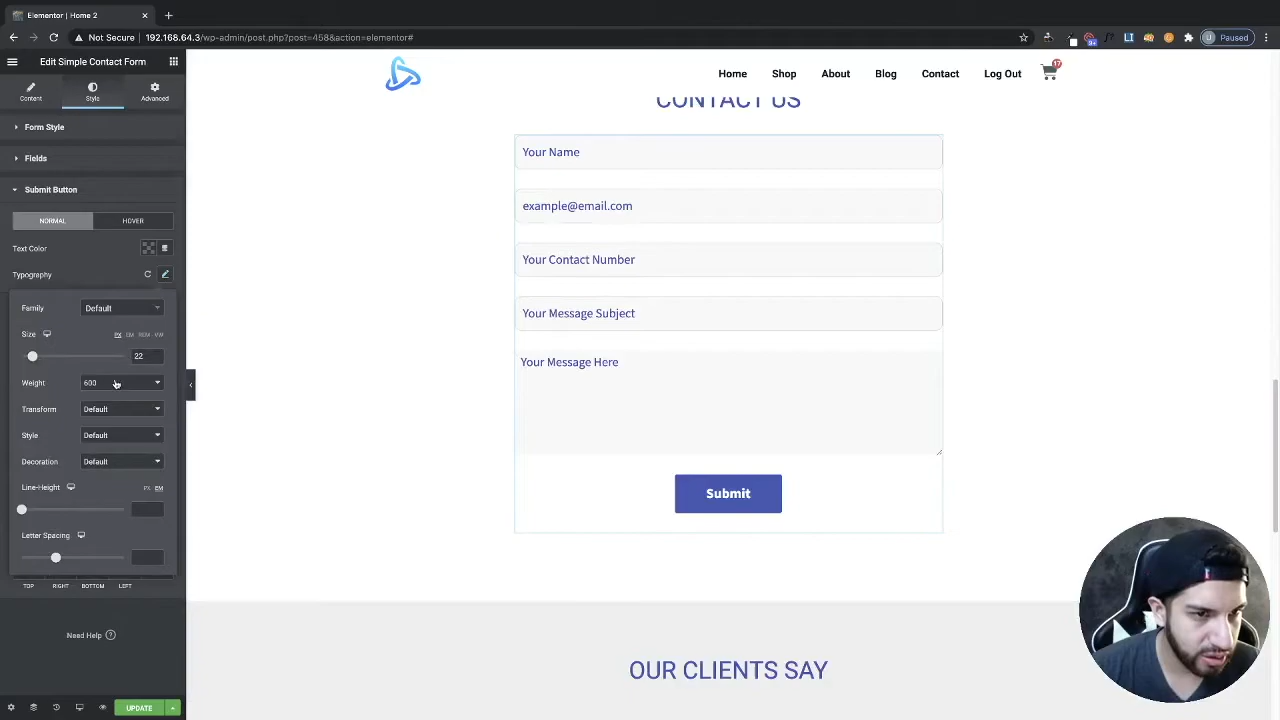 Elementor | Home
Not Secure
192.168.64.3/wp-admin/post.php?post=458&action=elementor#
Paused
Edit Simple Contact Form
Content
Style
Advanced
Form Style
Fields
Submit Button
NORMAL
HOVER
Text Color
Typography
Family
Default
Size
PX EM REM VW
22
Weight
600
Transform
Default
Style
Default
Decoration
Default
Line-Height
PX EM
Letter Spacing
TOP RIGHT BOTTOM LEFT
Need Help
UPDATE
Home
Shop
About
Blog
Contact
Log Out
17
CONTACT US
Your Name
example@email.com
Your Contact Number
Your Message Subject
Your Message Here
Submit
OUR CLIENTS SAY